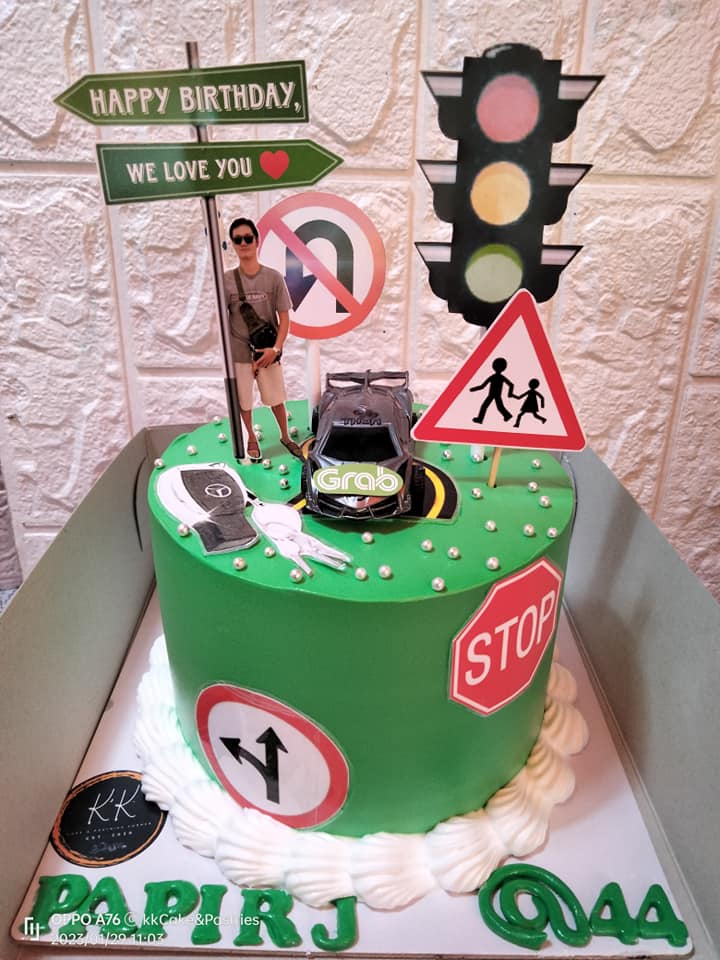 HAPPY BIRTHDAY,
WE LOVE YOU
Grab
STOP
K'K
PAPI RJ @44
OPPO A76 © kkCake&Pastries
2023/01/29 11:03